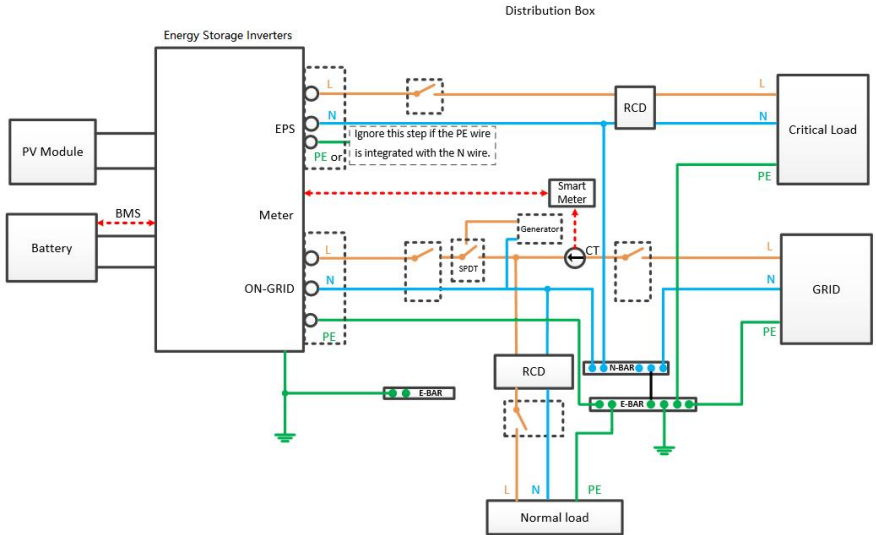 Distribution Box
Energy Storage Inverters
L
L
RCD
N
N
EPS
Critical Load
PE or
Ignore this step if the PE wire
is integrated with the N wire.
PV Module
PE
Smart
Meter
BMS
Meter
Generator
Battery
L
SPDT
CT
L
ON-GRID
N
N
GRID
PE
PE
RCD
N-BAR
E-BAR
E-BAR
L
N
PE
Normal load